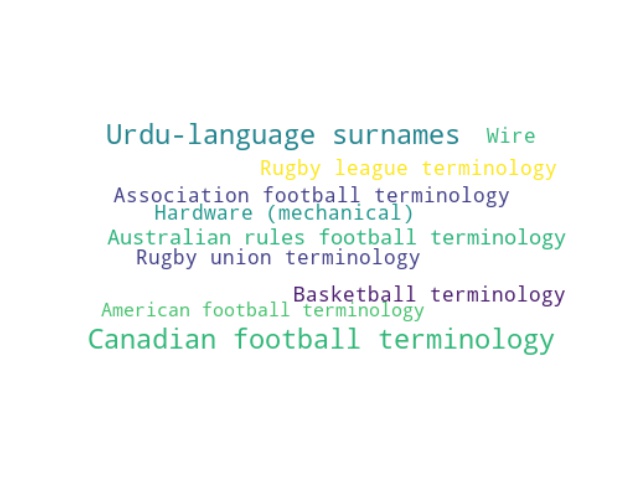 Urdu-language surnames Wire
Rugby league terminology
Association football terminology
Hardware (mechanical)
Australian rules football terminology
Rugby union terminology
Basketball terminology
American football terminology
Canadian football terminology